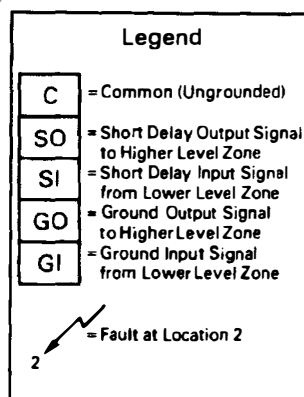 Legend
C = Common (Ungrounded)
SO = Short Delay Output Signal
to Higher Level Zone
SI = Short Delay Input Signal
from Lower Level Zone
GO = Ground Output Signal
to Higher Level Zone
GI = Ground Input Signal
from Lower Level Zone
= Fault at Location 2
2